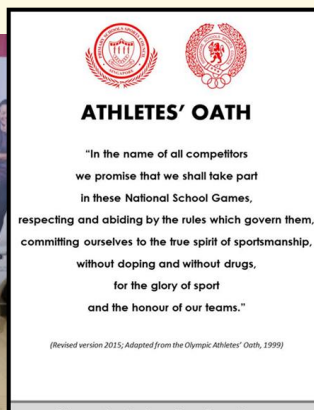 ATHLETES' OATH
"In the name of all competitors
we promise that we shall take part
in these National School Games,
respecting and abiding by the rules which govern them,
committing ourselves to the true spirit of sportsmanship,
without doping and without drugs,
for the glory of sport
and the honour of our teams."
(Revised version 2015; Adapted from the Olympic Athletes' Oath, 1999)